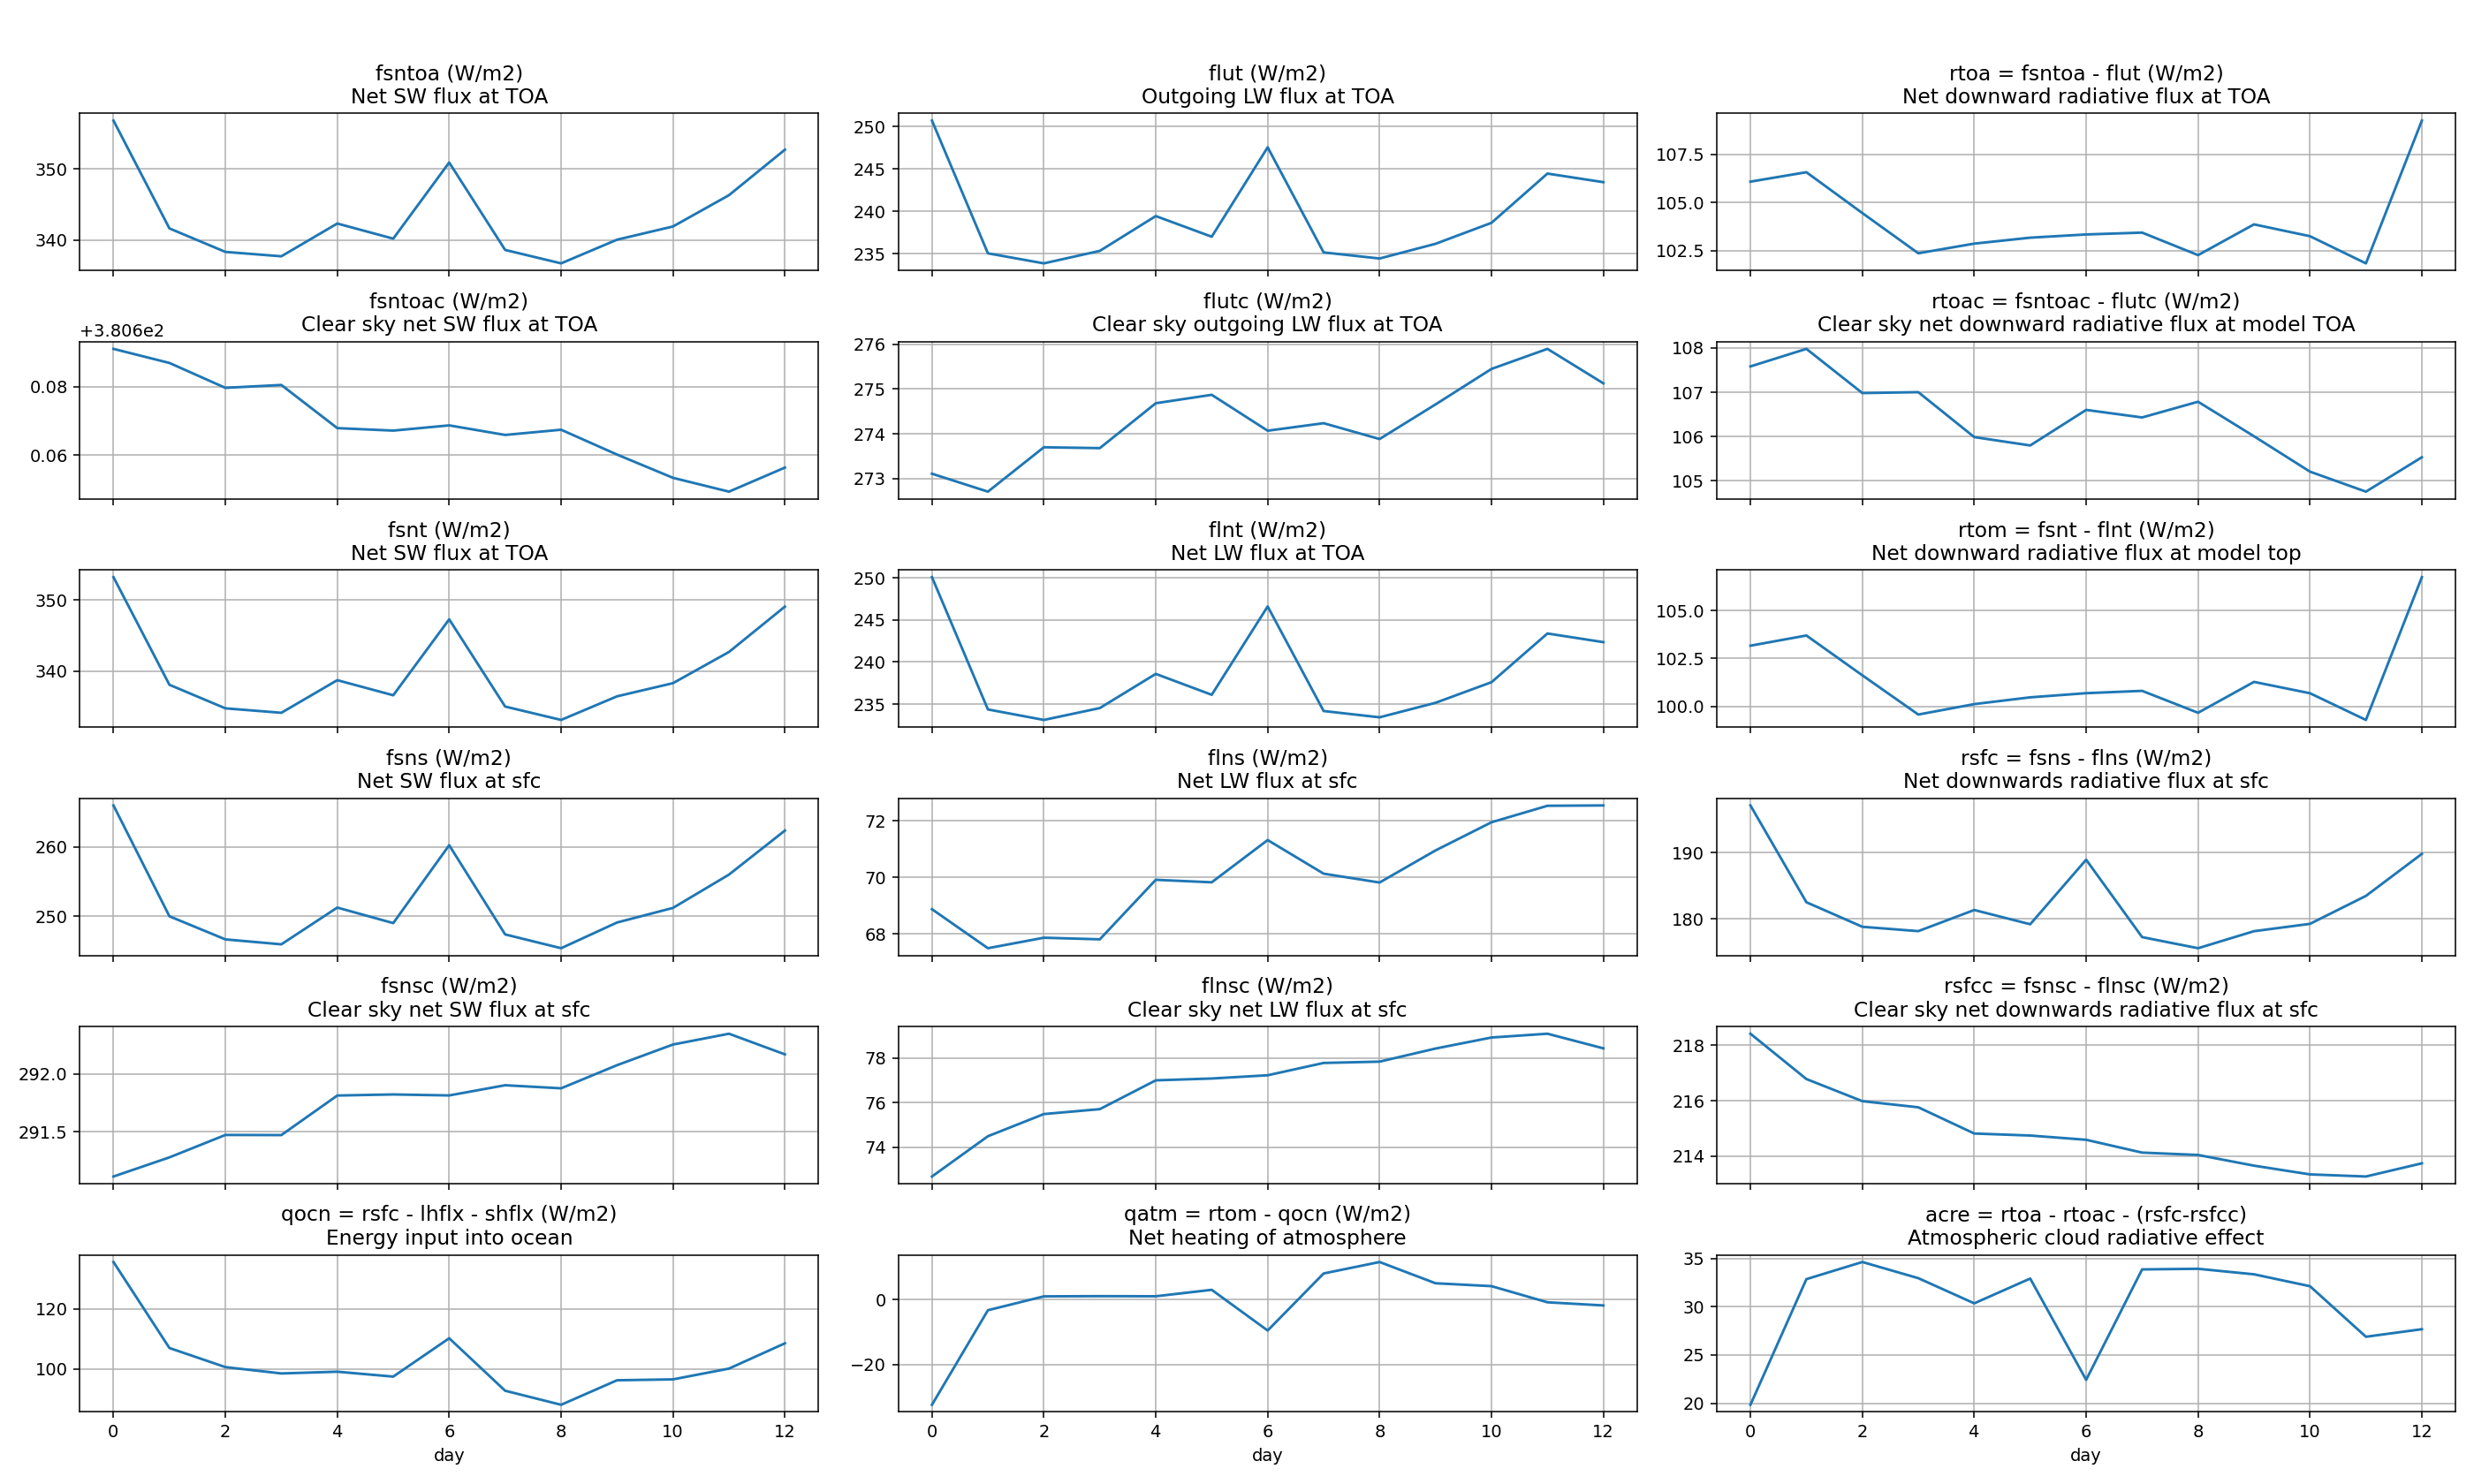 fsntoa (W/m2)
Net SW flux at TOA
350
340
flut (W/m2)
Outgoing LW flux at TOA
250
245
240
235
rtoa = fsntoa - flut (W/m2)
Net downward radiative flux at TOA
107.5
105.0
102.5
fsntoac (W/m2)
Clear sky net SW flux at TOA
+3.806e2
0.08
0.06
flutc (W/m2)
Clear sky outgoing LW flux at TOA
276
275
274
273
rtoac = fsntoac - flutc (W/m2)
Clear sky net downward radiative flux at model TOA
108
107
106
105
fsnt (W/m2)
Net SW flux at TOA
350
340
flnt (W/m2)
Net LW flux at TOA
250
245
240
235
rtom = fsnt - flnt (W/m2)
Net downward radiative flux at model top
105.0
102.5
100.0
fsns (W/m2)
Net SW flux at sfc
260
250
flns (W/m2)
Net LW flux at sfc
72
70
68
rsfc = fsns - flns (W/m2)
Net downwards radiative flux at sfc
190
180
fsnsc (W/m2)
Clear sky net SW flux at sfc
292.0
291.5
flnsc (W/m2)
Clear sky net LW flux at sfc
78
76
74
rsfcc = fsnsc - flnsc (W/m2)
Clear sky net downwards radiative flux at sfc
218
216
214
qocn = rsfc - lhflx - shflx (W/m2)
Energy input into ocean
120
100
0 2 4 6 8 10 12
day
qatm = rtom - qocn (W/m2)
Net heating of atmosphere
0
−20
0 2 4 6 8 10 12
day
acre = rtoa - rtoac - (rsfc-rsfcc)
Atmospheric cloud radiative effect
35
30
25
20
0 2 4 6 8 10 12
day